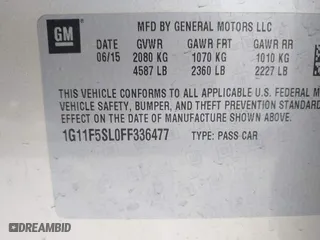 GM
MFD BY GENERAL MOTORS LLC
DATE GVWR GAWR FRT GAWR RR
06/15 2080 KG 1070 KG 1010 KG
4587 LB 2360 LB 2227 LB
THIS VEHICLE CONFORMS TO ALL APPLICABLE U.S. FEDERAL M
VEHICLE SAFETY, BUMPER, AND THEFT PREVENTION STANDARD
EFFECT ON THE DATE OF MANUFACTURE SHOWN ABOVE.
1G11F5SL0FF336477 TYPE: PASS CAR
DREAMBID